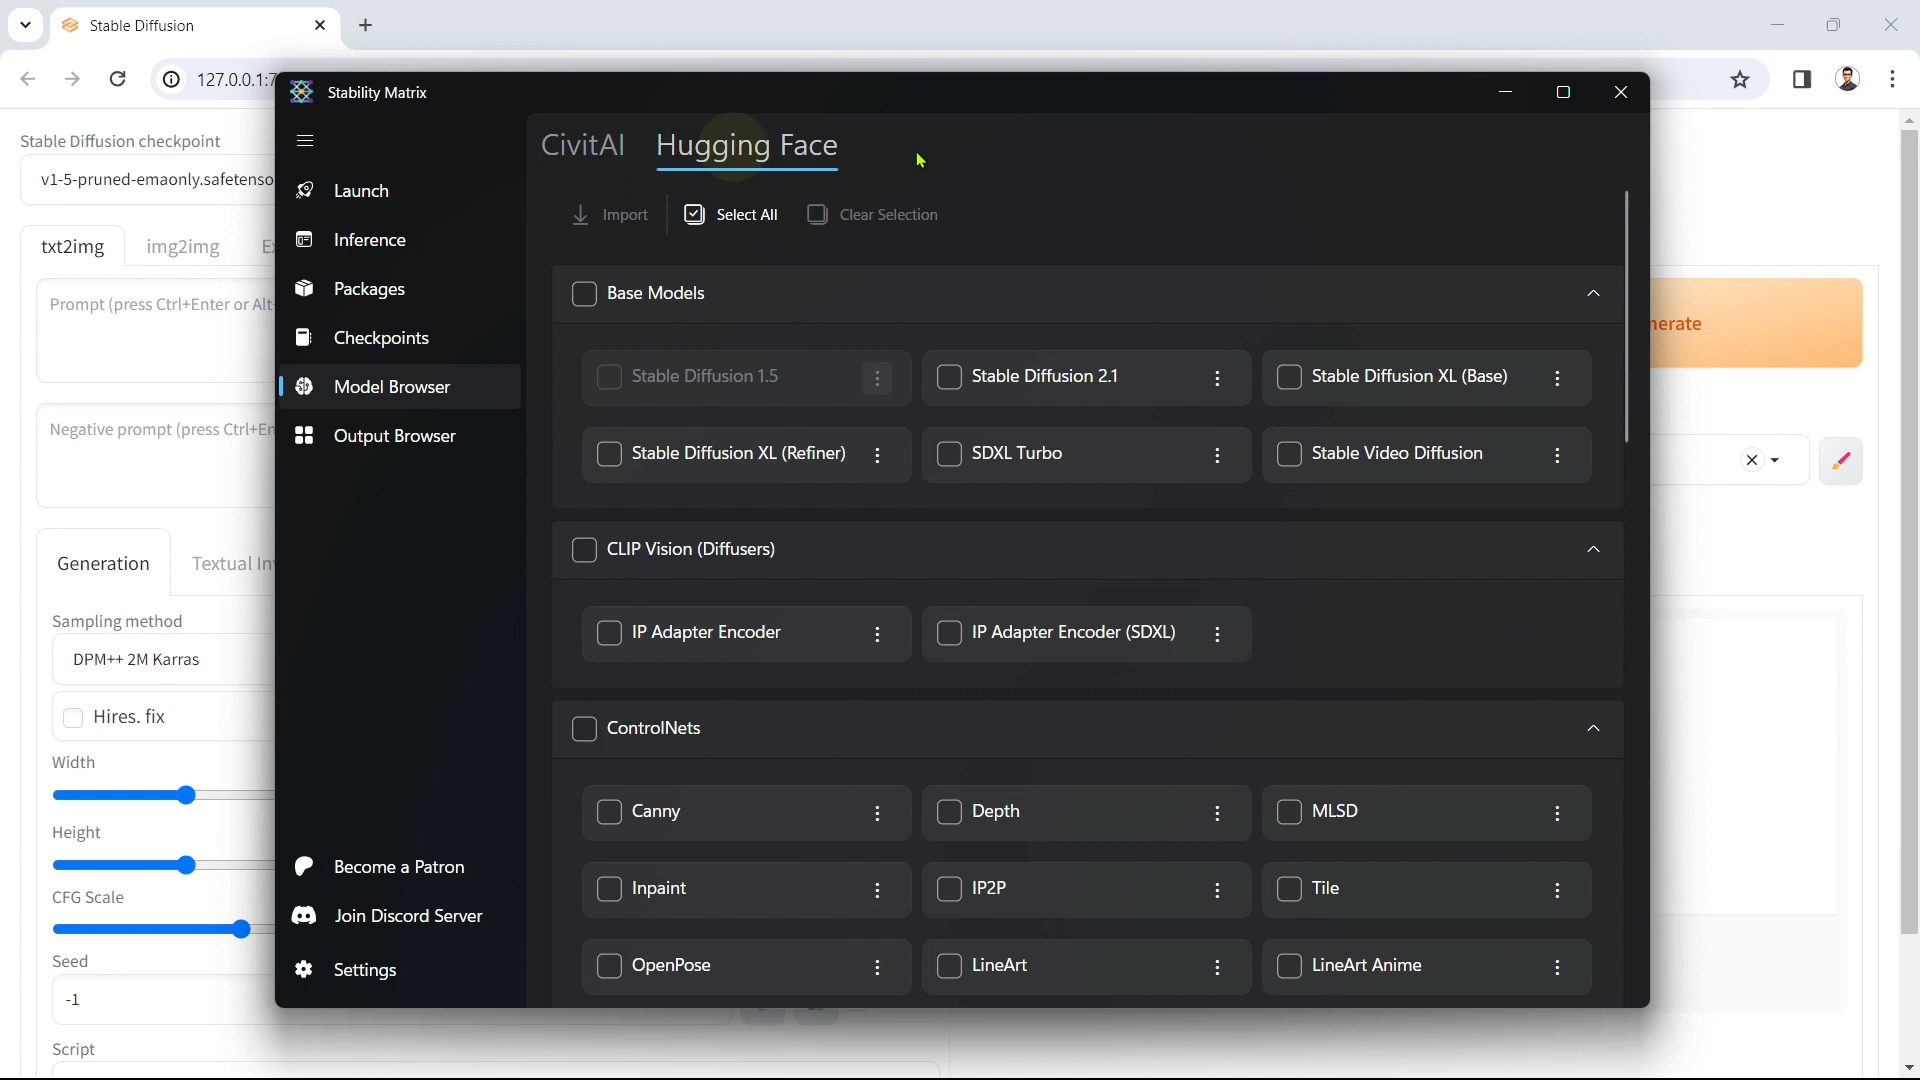 Stable Diffusion
127.0.0.1:7
Stability Matrix
Stable Diffusion checkpoint
v1-5-pruned-emaonly.safetenso
txt2img img2img
Prompt (press Ctrl+Enter or Alt
Negative prompt (press Ctrl+En
Generation Textual In
Sampling method
DPM++ 2M Karras
Hires. fix
Width
Height
CFG Scale
Seed
-1
Script
Launch
Inference
Packages
Checkpoints
Model Browser
Output Browser
Become a Patron
Join Discord Server
Settings
CivitAI Hugging Face
Import Select All Clear Selection
Base Models
Stable Diffusion 1.5 Stable Diffusion 2.1 Stable Diffusion XL (Base)
Stable Diffusion XL (Refiner) SDXL Turbo Stable Video Diffusion
CLIP Vision (Diffusers)
IP Adapter Encoder IP Adapter Encoder (SDXL)
ControlNets
Canny Depth MLSD
Inpaint IP2P Tile
OpenPose LineArt LineArt Anime
nerate